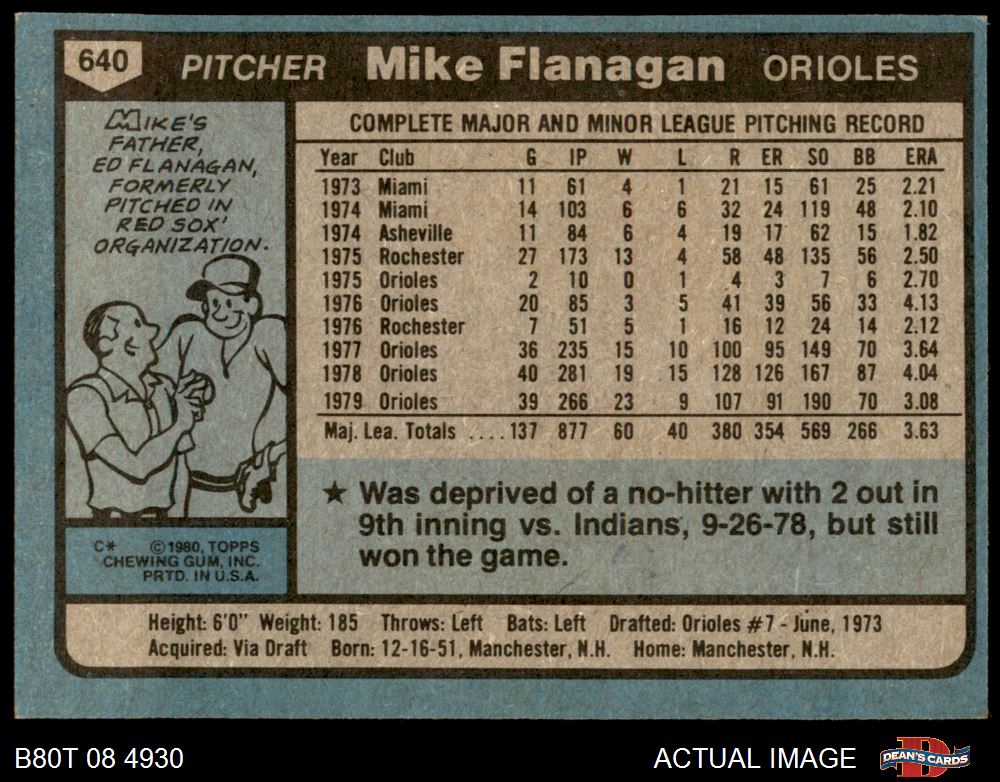 640 PITCHER Mike Flanagan ORIOLES
MIKE'S
FATHER,
ED FLANAGAN,
FORMERLY
PITCHED IN
RED SOX'
ORGANIZATION.
COMPLETE MAJOR AND MINOR LEAGUE PITCHING RECORD
Year Club G IP W L R ER SO BB ERA
1973 Miami 11 61 4 1 21 15 61 25 2.21
1974 Miami 14 103 6 6 32 24 119 48 2.10
1974 Asheville 11 84 6 4 19 17 62 15 1.82
1975 Rochester 27 173 13 4 58 48 135 56 2.50
1975 Orioles 2 10 0 1 4 3 7 6 2.70
1976 Orioles 20 85 3 5 41 39 56 33 4.13
1976 Rochester 7 51 5 1 16 12 24 14 2.12
1977 Orioles 36 235 15 10 100 95 149 70 3.64
1978 Orioles 40 281 19 15 128 126 167 87 4.04
1979 Orioles 39 266 23 9 107 91 190 70 3.08
Maj. Lea. Totals ....137 877 60 40 380 354 569 266 3.63
★ Was deprived of a no-hitter with 2 out in
9th inning vs. Indians, 9-26-78, but still
won the game.
C* ©1980, TOPPS
CHEWING GUM, INC.
PRTD. IN U.S.A.
Height: 6'0" Weight: 185 Throws: Left Bats: Left Drafted: Orioles #7 - June, 1973
Acquired: Via Draft Born: 12-16-51, Manchester, N.H. Home: Manchester, N.H.
B80T 08 4930 ACTUAL IMAGE DEAN'S CARDS